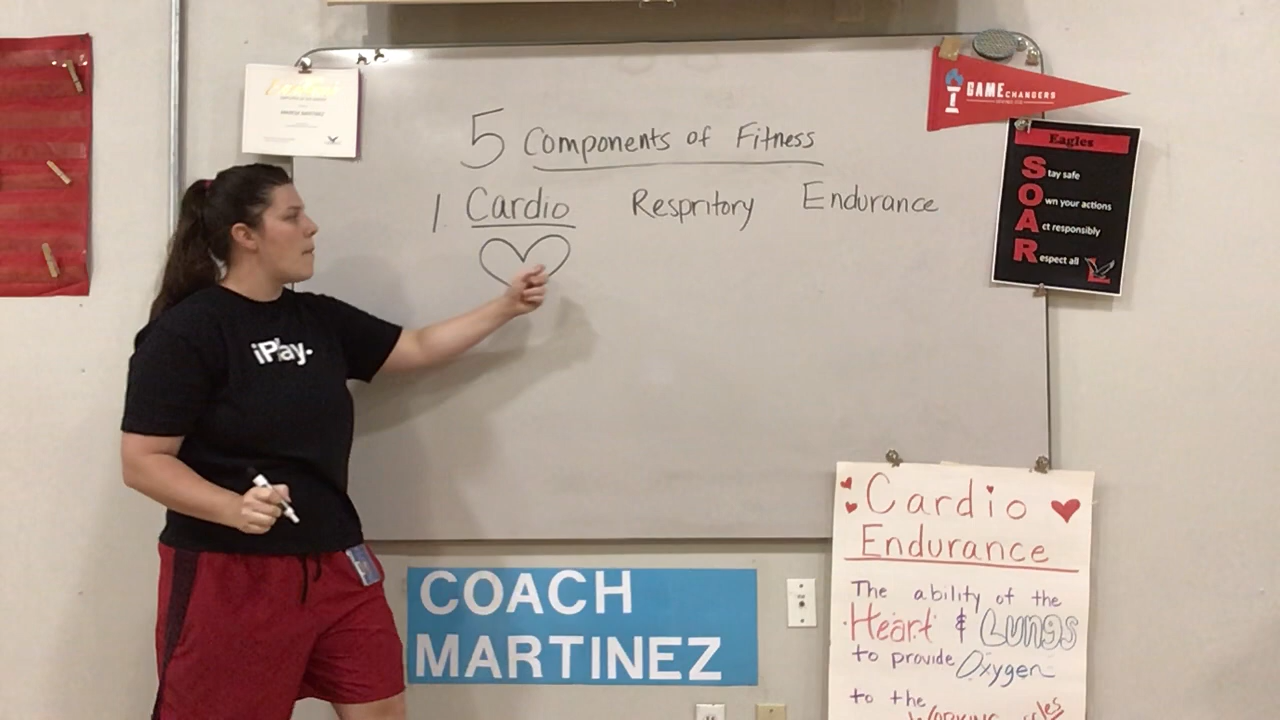 5 Components of Fitness
1. Cardio Respritory Endurance
iPlay.
GAME CHANGERS
Eagles
Stay safe
Own your actions
Act responsibly
Respect all
COACH
MARTINEZ
Cardio
Endurance
The ability of the
Heart & Lungs
to provide Oxygen
to the